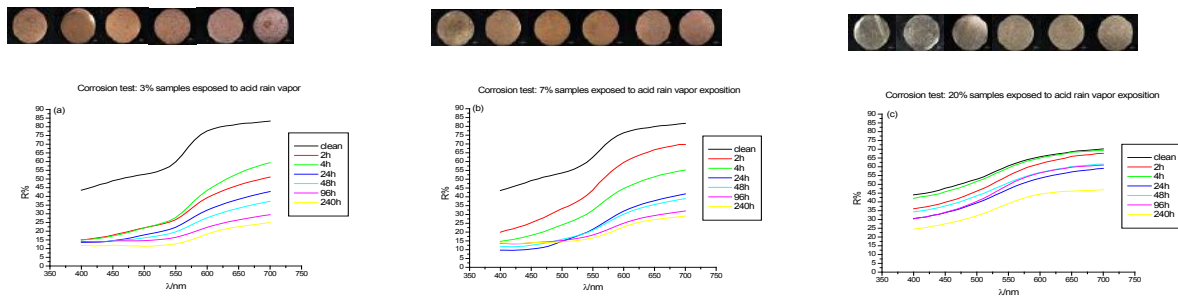 Corrosion test: 3% samples esposed to acid rain vapor
(a)
R%
90
85
80
75
70
65
60
55
50
45
40
35
30
25
20
15
10
5
0
350 400 450 500 550 600 650 700 750
λ/nm
clean
2h
4h
24h
48h
96h
240h
Corrosion test: 7% samples exposed to acid rain vapor exposition
(b)
R%
90
85
80
75
70
65
60
55
50
45
40
35
30
25
20
15
10
5
0
350 400 450 500 550 600 650 700 750
λ/nm
clean
2h
4h
24h
48h
96h
240h
Corrosion test: 20% samples exposed to acid rain vapor exposition
(c)
R%
90
85
80
75
70
65
60
55
50
45
40
35
30
25
20
15
10
5
0
350 400 450 500 550 600 650 700 750
λ/nm
clean
2h
4h
24h
48h
96h
240h